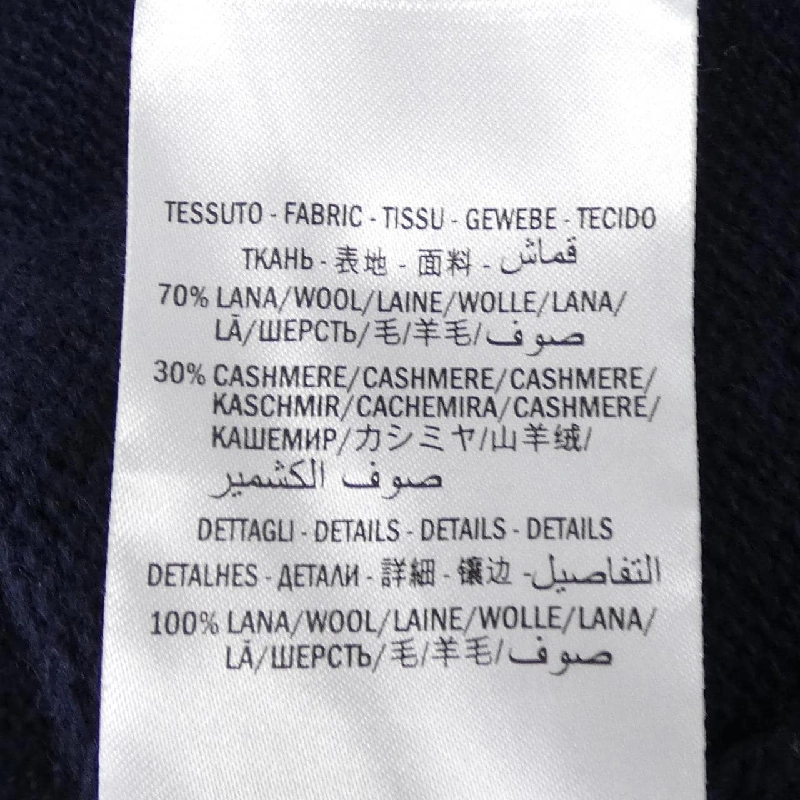 TESSUTO - FABRIC - TISSU - GEWEBE - TECIDO
ТКАНЬ - 表地 - 面料 - قماش
70% LANA/WOOL/LAINE/WOLLE/LANA/
LÃ/ШЕРСТЬ/毛/羊毛/صوف
30% CASHMERE/CASHMERE/CASHMERE/
KASCHMIR/CACHEMIRA/CASHMERE/
КАШЕМИР/カシミヤ/山羊绒/
صوف الكشمير
DETTAGLI - DETAILS - DETAILS - DETAILS
DETALHES - ДЕТАЛИ - 詳細 - 镶边 - التفاصيل
100% LANA/WOOL/LAINE/WOLLE/LANA/
LÃ/ШЕРСТЬ/毛/羊毛/صوف